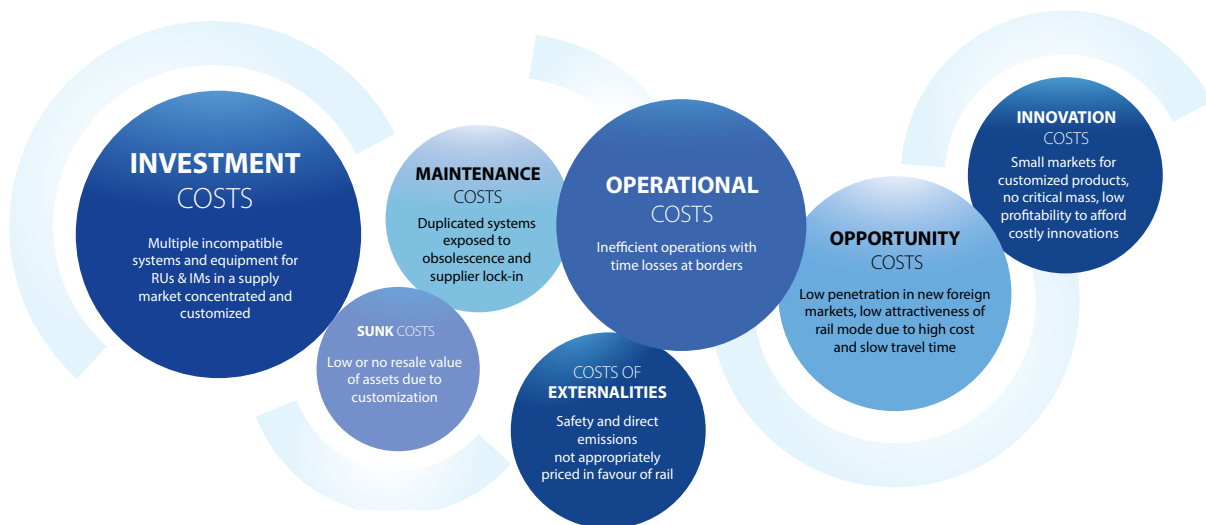 INVESTMENT
COSTS
Multiple incompatible
systems and equipment for
RUs & IMs in a supply
market concentrated and
customized
MAINTENANCE
COSTS
Duplicated systems
exposed to
obsolescence and
supplier lock-in
SUNK COSTS
Low or no resale value
of assets due to
customization
OPERATIONAL
COSTS
Inefficient operations with
time losses at borders
COSTS OF
EXTERNALITIES
Safety and direct
emissions
not appropriately
priced in favour of rail
OPPORTUNITY
COSTS
Low penetration in new foreign
markets, low attractiveness of
rail mode due to high cost
and slow travel time
INNOVATION
COSTS
Small markets for
customized products,
no critical mass, low
profitability to afford
costly innovations